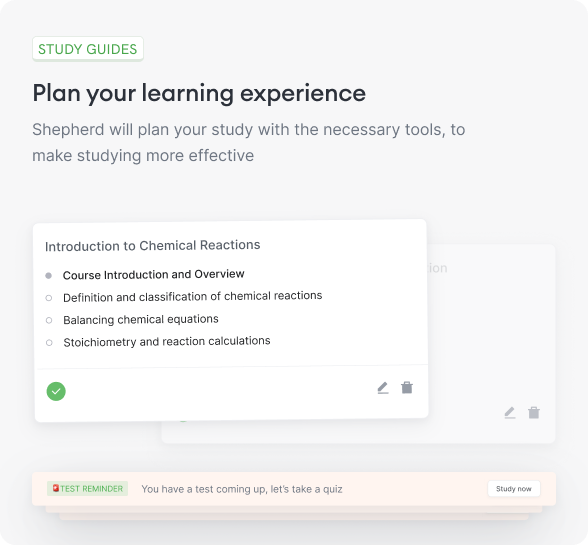 STUDY GUIDES
Plan your learning experience
Shepherd will plan your study with the necessary tools, to
make studying more effective
Introduction to Chemical Reactions
Course Introduction and Overview
Definition and classification of chemical reactions
Balancing chemical equations
Stoichiometry and reaction calculations
TEST REMINDER
You have a test coming up, let's take a quiz
Study now